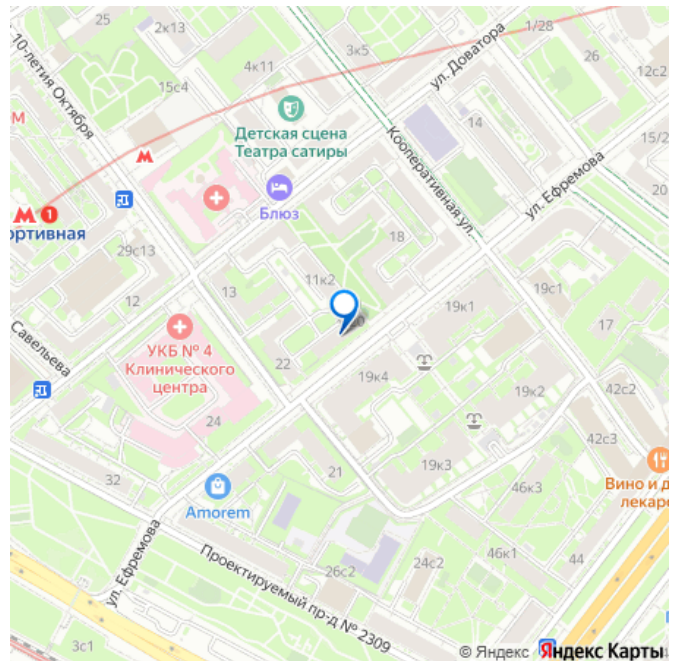 25
2к13
10-летия Октября
15с4
4к11
3к5
1/28
26
12с2
ул. Доватора
Детская сцена
Театра сатиры
14
15/2
Кооперативная ул.
ул. Ефремова
20
1
ортивная
Блюз
18
29с13
11к2
12
13
19к1
19с1
17
Савельева
УКБ № 4
Клинического
центра
22
19к4
19к2
42с2
24
42с3
32
Amorem
21
19к3
46к3
Вино и д
лекар
ул. Ефремова
Проектируемый пр-д № 2309
26с2
24с2
46к1
44
3с1
© Яндекс
Яндекс Карты